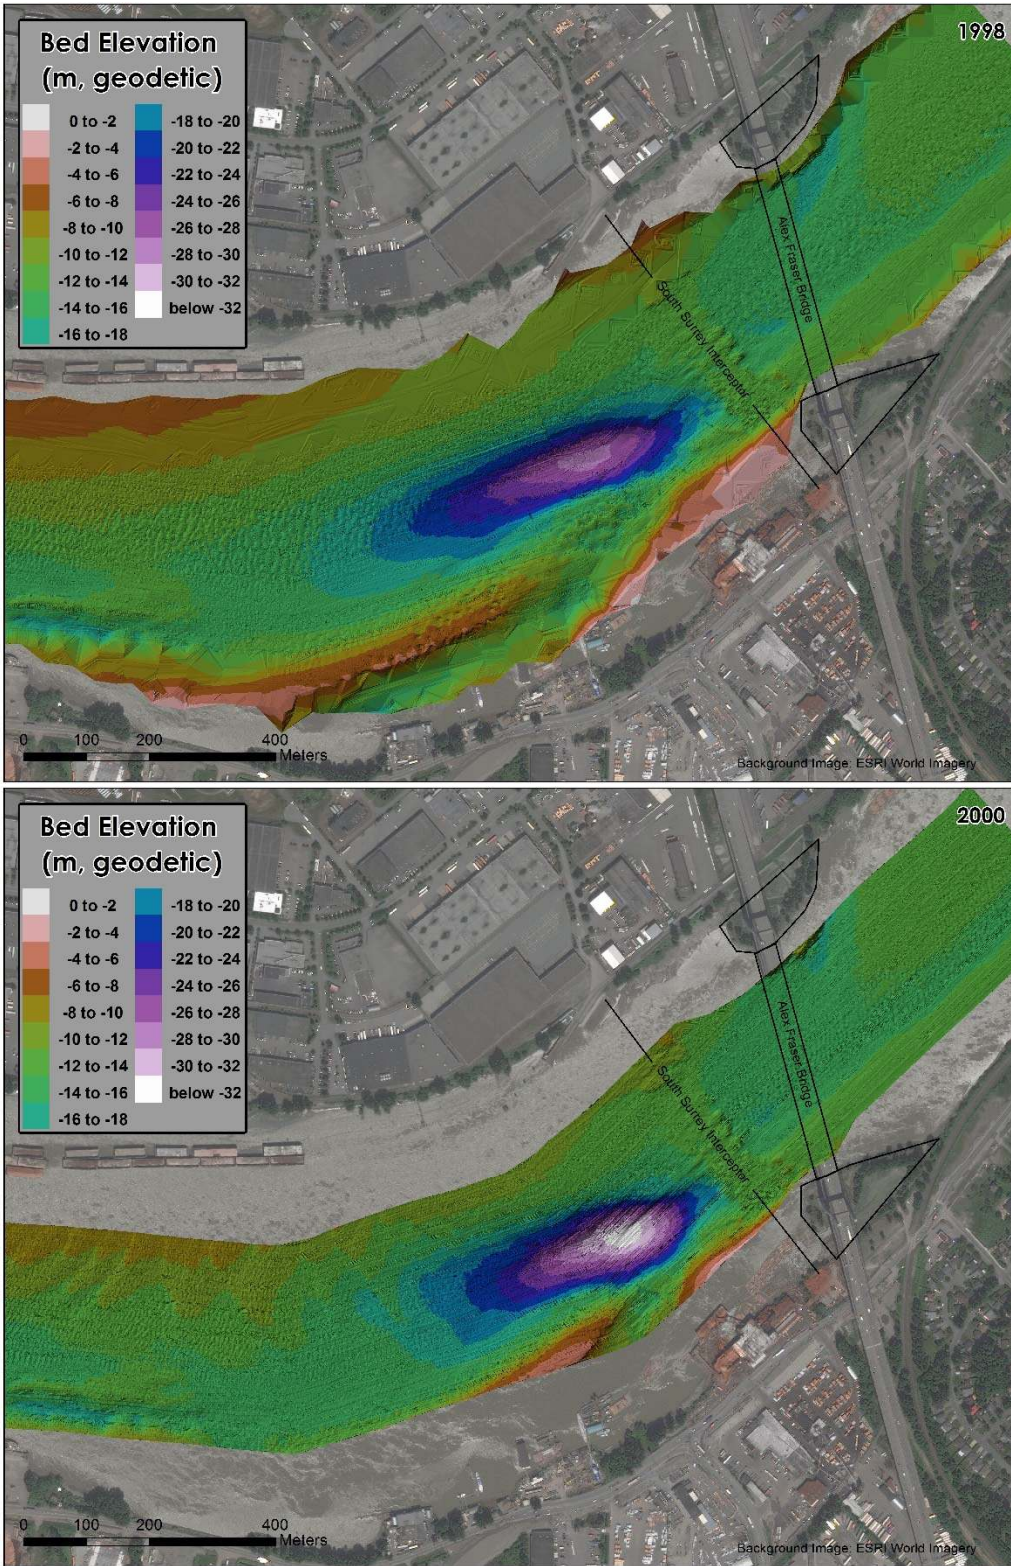 1998
Bed Elevation
(m, geodetic)
0 to -2
-2 to -4
-4 to -6
-6 to -8
-8 to -10
-10 to -12
-12 to -14
-14 to -16
-16 to -18
-18 to -20
-20 to -22
-22 to -24
-24 to -26
-26 to -28
-28 to -30
-30 to -32
below -32
Alex Fraser Bridge
South Surrey Interceptor
0 100 200 400
Meters
Background Image: ESRI World Imagery
2000
Bed Elevation
(m, geodetic)
0 to -2
-2 to -4
-4 to -6
-6 to -8
-8 to -10
-10 to -12
-12 to -14
-14 to -16
-16 to -18
-18 to -20
-20 to -22
-22 to -24
-24 to -26
-26 to -28
-28 to -30
-30 to -32
below -32
Alex Fraser Bridge
South Surrey Interceptor
0 100 200 400
Meters
Background Image: ESRI World Imagery